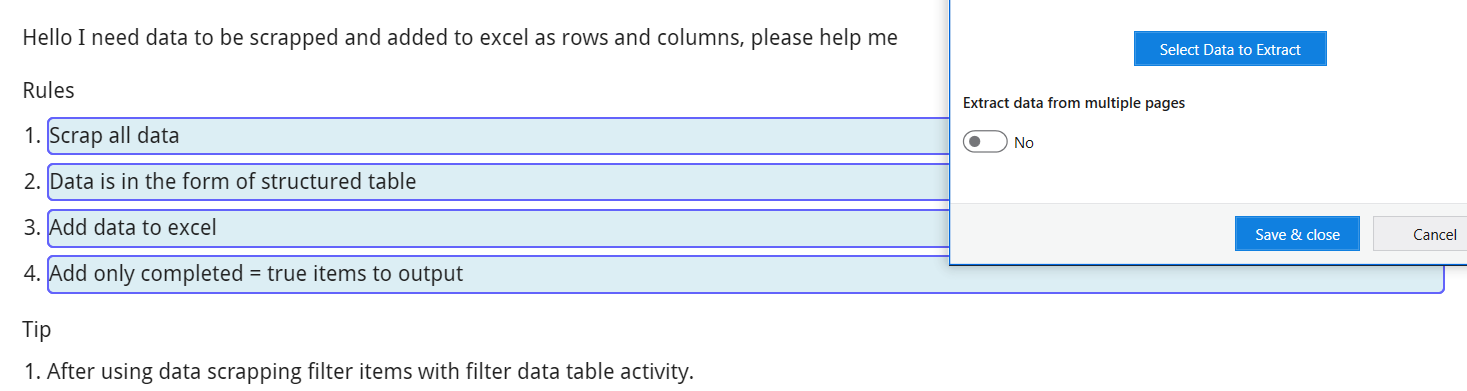 Hello I need data to be scrapped and added to excel as rows and columns, please help me
Rules
1. Scrap all data
2. Data is in the form of structured table
3. Add data to excel
4. Add only completed = true items to output
Tip
1. After using data scrapping filter items with filter data table activity.
Select Data to Extract
Extract data from multiple pages
No
Save & close
Cancel